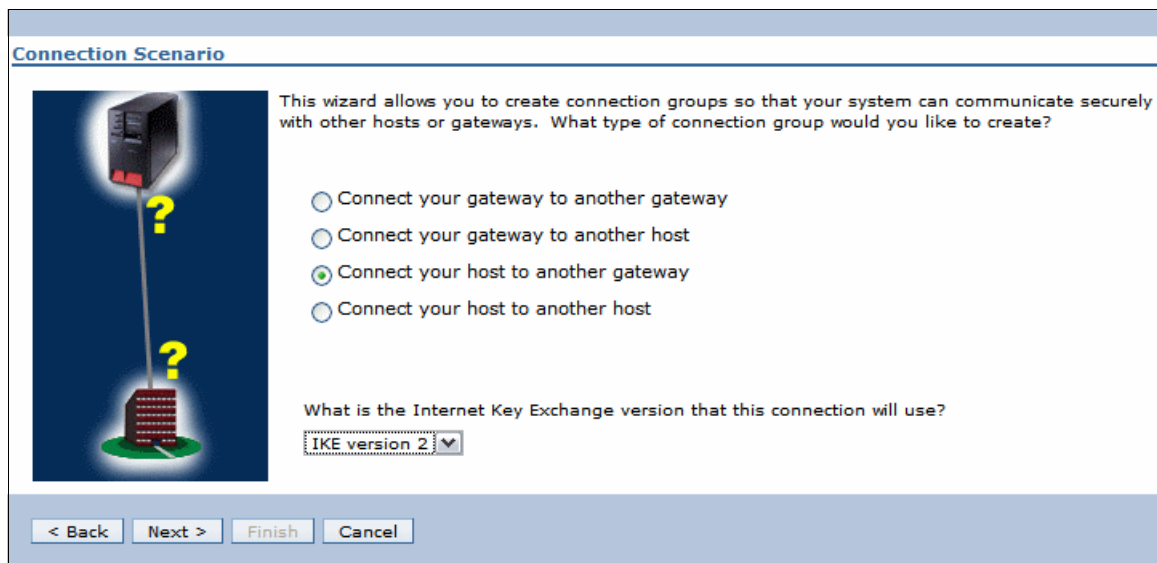 Connection Scenario
This wizard allows you to create connection groups so that your system can communicate securely
with other hosts or gateways. What type of connection group would you like to create?
Connect your gateway to another gateway
?
Connect your gateway to another host
Connect your host to another gateway
Connect your host to another host
?
What is the Internet Key Exchange version that this connection will use?
IKE version 2
< Back Next > Finish Cancel